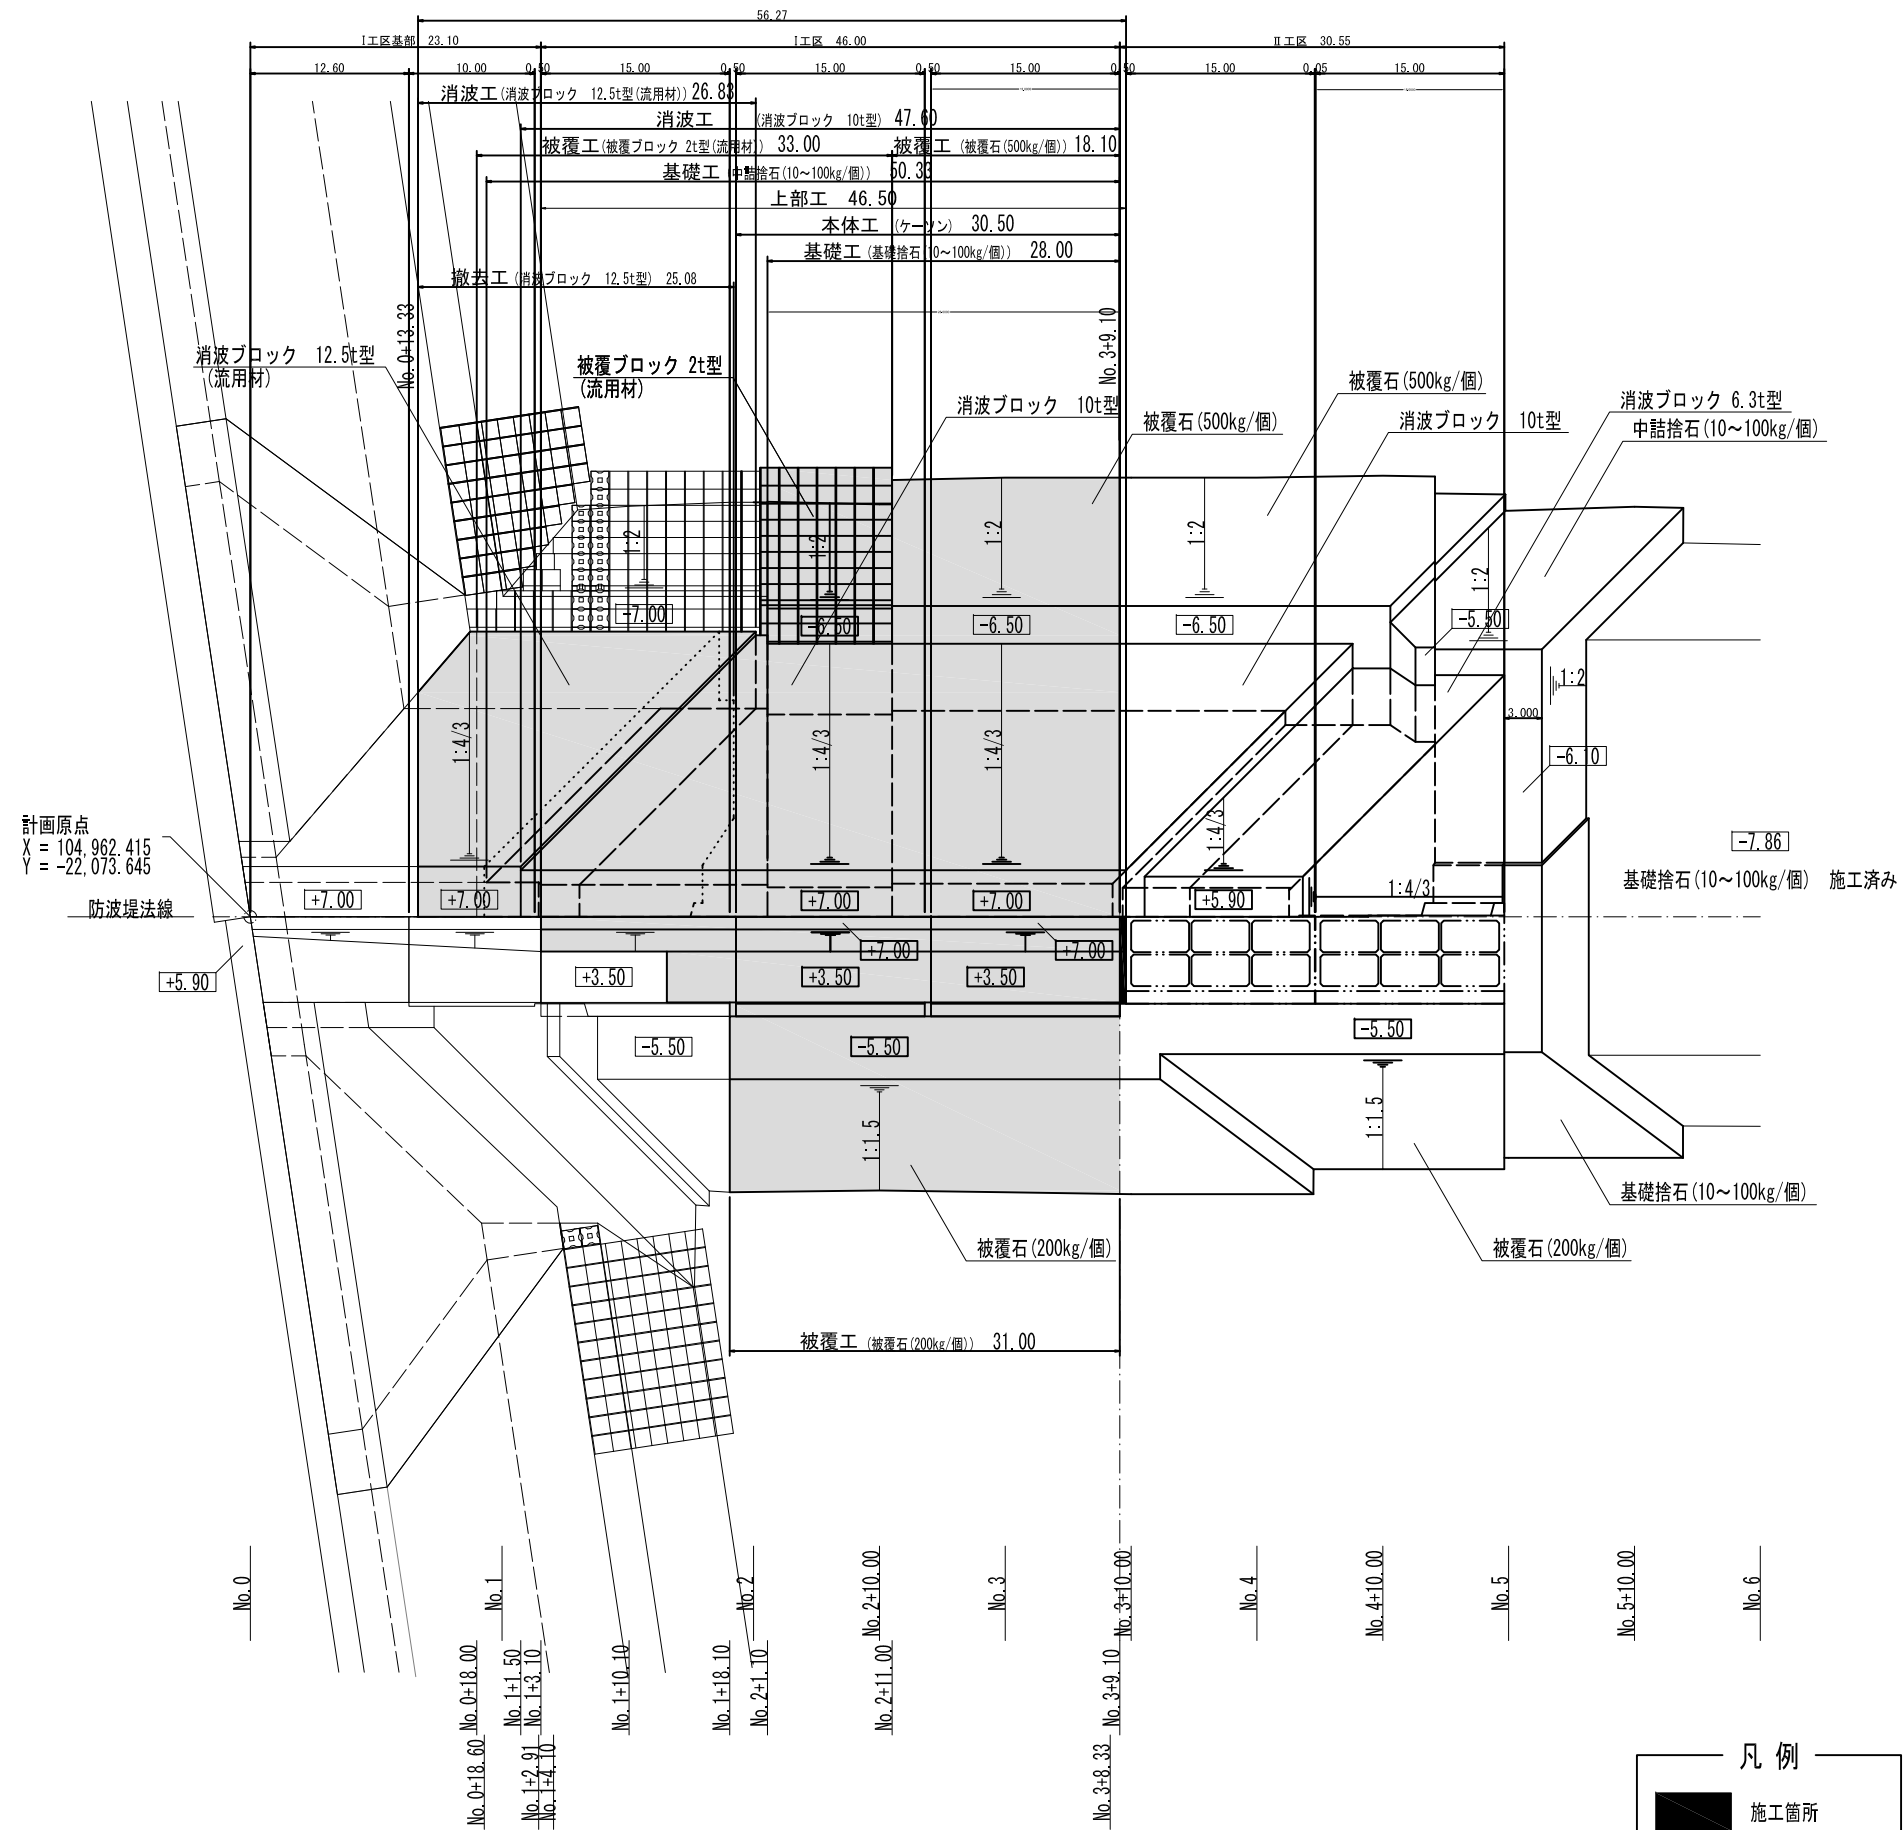 56.27
Ⅰ工区基部 23.10
Ⅰ工区 46.00
Ⅱ工区 30.55
12.60
10.00
0.50
15.00
0.50
15.00
0.50
15.00
0.50
15.00
0.05
15.00
消波工(消波ブロック 12.5t型(流用材)) 26.83
消波工 (消波ブロック 10t型) 47.60
被覆工(被覆ブロック 2t型(流用材)) 33.00
被覆工 (被覆石(500kg/個)) 18.10
基礎工 (中詰捨石(10～100kg/個)) 50.33
上部工 46.50
本体工 (ケーソン) 30.50
基礎工 (基礎捨石(10～100kg/個)) 28.00
撤去工 (消波ブロック 12.5t型) 25.08
No.0+13.33
No.3+9.10
消波ブロック 12.5t型
(流用材)
被覆ブロック 2t型
(流用材)
消波ブロック 10t型
被覆石(500kg/個)
被覆石(500kg/個)
消波ブロック 10t型
消波ブロック 6.3t型
中詰捨石(10～100kg/個)
1:2
1:2
1:2
1:2
1:2
-7.00
-6.50
-6.50
-6.50
-5.50
1:2
3.000
-6.10
1:4/3
1:4/3
1:4/3
1:4/3
1:4/3
計画原点
X = 104,962.415
Y = -22,073.645
防波堤法線
-7.86
基礎捨石(10～100kg/個) 施工済み
+7.00
+7.00
+7.00
+7.00
+5.90
+7.00
+7.00
+5.90
+3.50
+3.50
+3.50
-5.50
-5.50
-5.50
1:1.5
1:1.5
基礎捨石(10～100kg/個)
被覆石(200kg/個)
被覆石(200kg/個)
被覆工 (被覆石(200kg/個)) 31.00
No.0
No.1
No.2
No.2+10.00
No.3
No.3+10.00
No.4
No.4+10.00
No.5
No.5+10.00
No.6
No.0+18.00
No.1+1.50
No.1+3.10
No.1+10.10
No.1+18.10
No.2+1.10
No.2+11.00
No.3+9.10
No.0+18.60
No.1+2.91
No.1+4.10
No.3+8.33
凡例
施工箇所